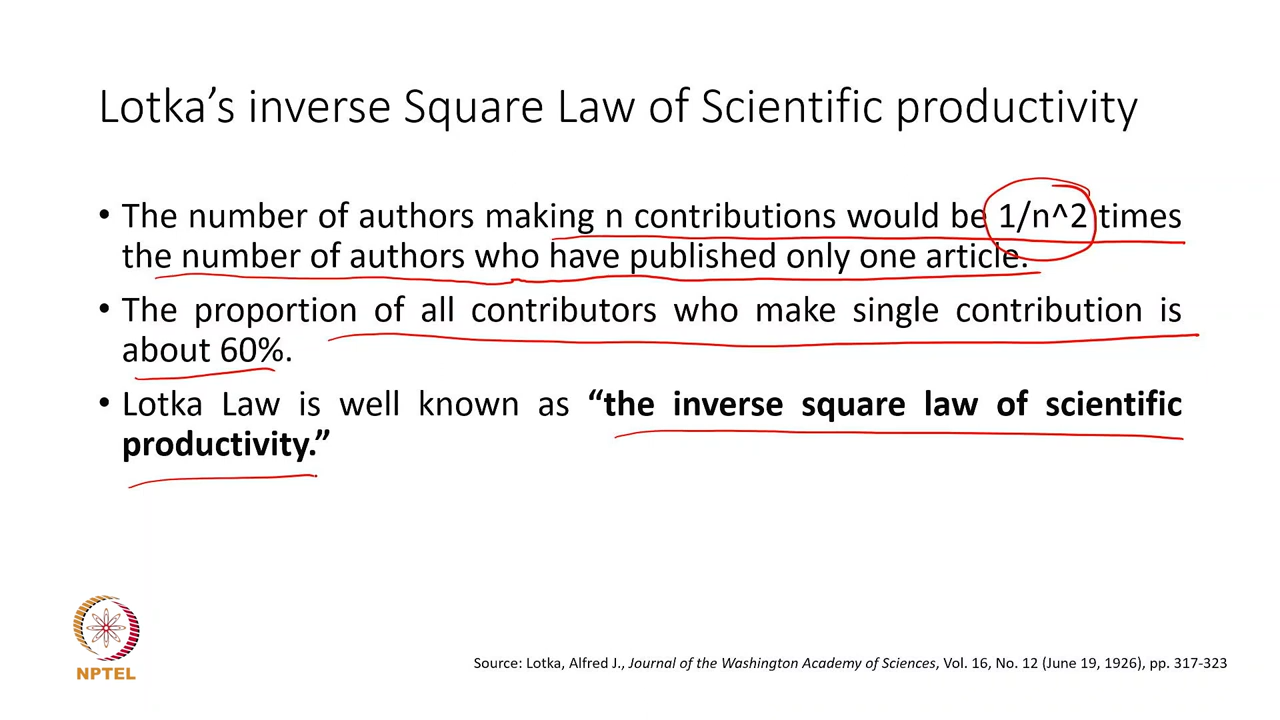 Lotka’s inverse Square Law of Scientific productivity
• The number of authors making n contributions would be 1/n^2 times
the number of authors who have published only one article.
• The proportion of all contributors who make single contribution is
about 60%.
• Lotka Law is well known as “the inverse square law of scientific
productivity.”
NPTEL
Source: Lotka, Alfred J., Journal of the Washington Academy of Sciences, Vol. 16, No. 12 (June 19, 1926), pp. 317-323